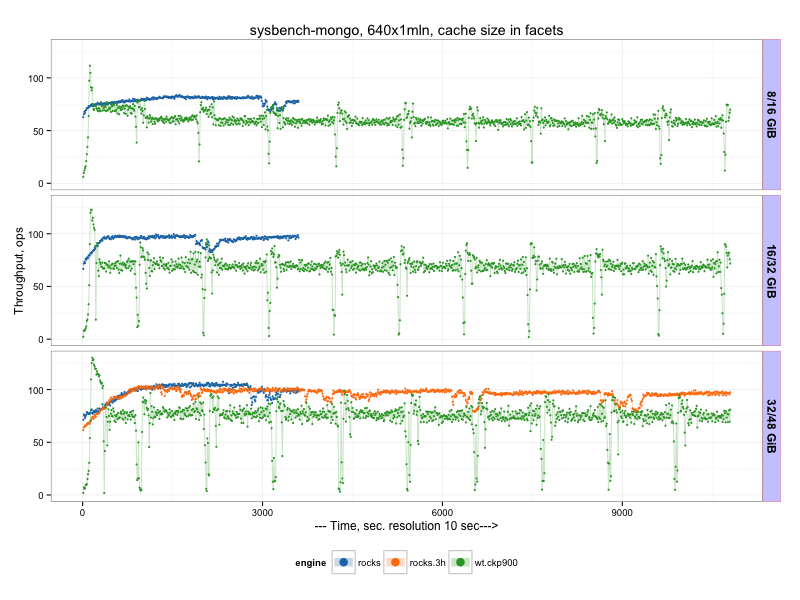 sysbench-mongo, 640x1mln, cache size in facets
Throughput, ops
100
50
0
8/16 GiB
100
50
0
16/32 GiB
100
50
0
32/48 GiB
0 3000 6000 9000
--- Time, sec. resolution 10 sec--->
engine rocks rocks.3h wt.ckp900